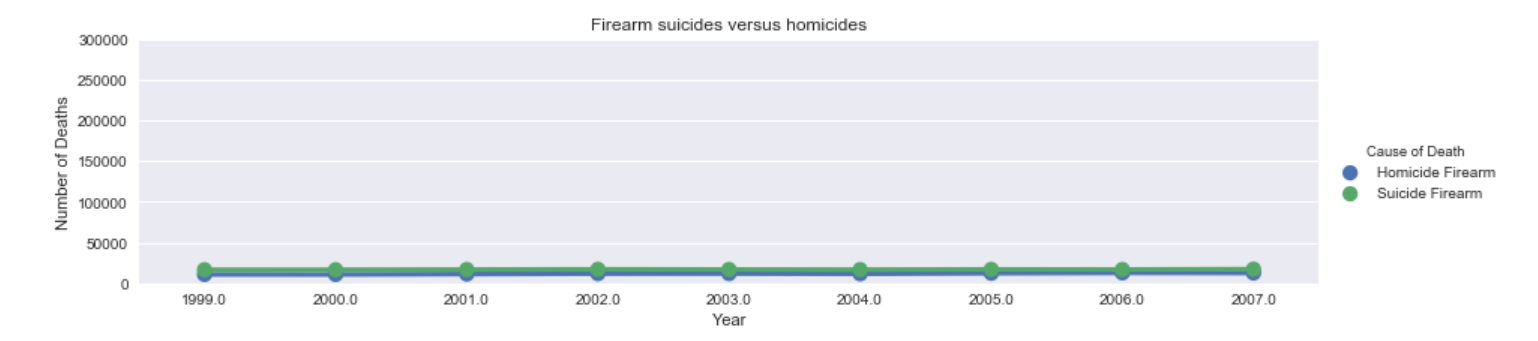 Firearm suicides versus homicides
300000
250000
200000
150000
100000
50000
0
Number of Deaths
1999.0 2000.0 2001.0 2002.0 2003.0 2004.0 2005.0 2006.0 2007.0
Year
Cause of Death
Homicide Firearm
Suicide Firearm